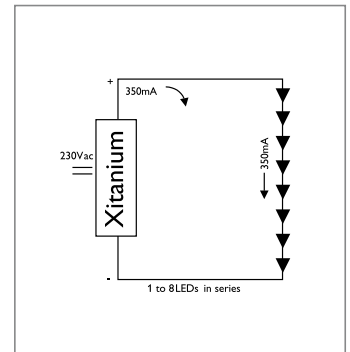 +
350mA
230Vac
Xitanium
350mA
-
1 to 8LEDs in series